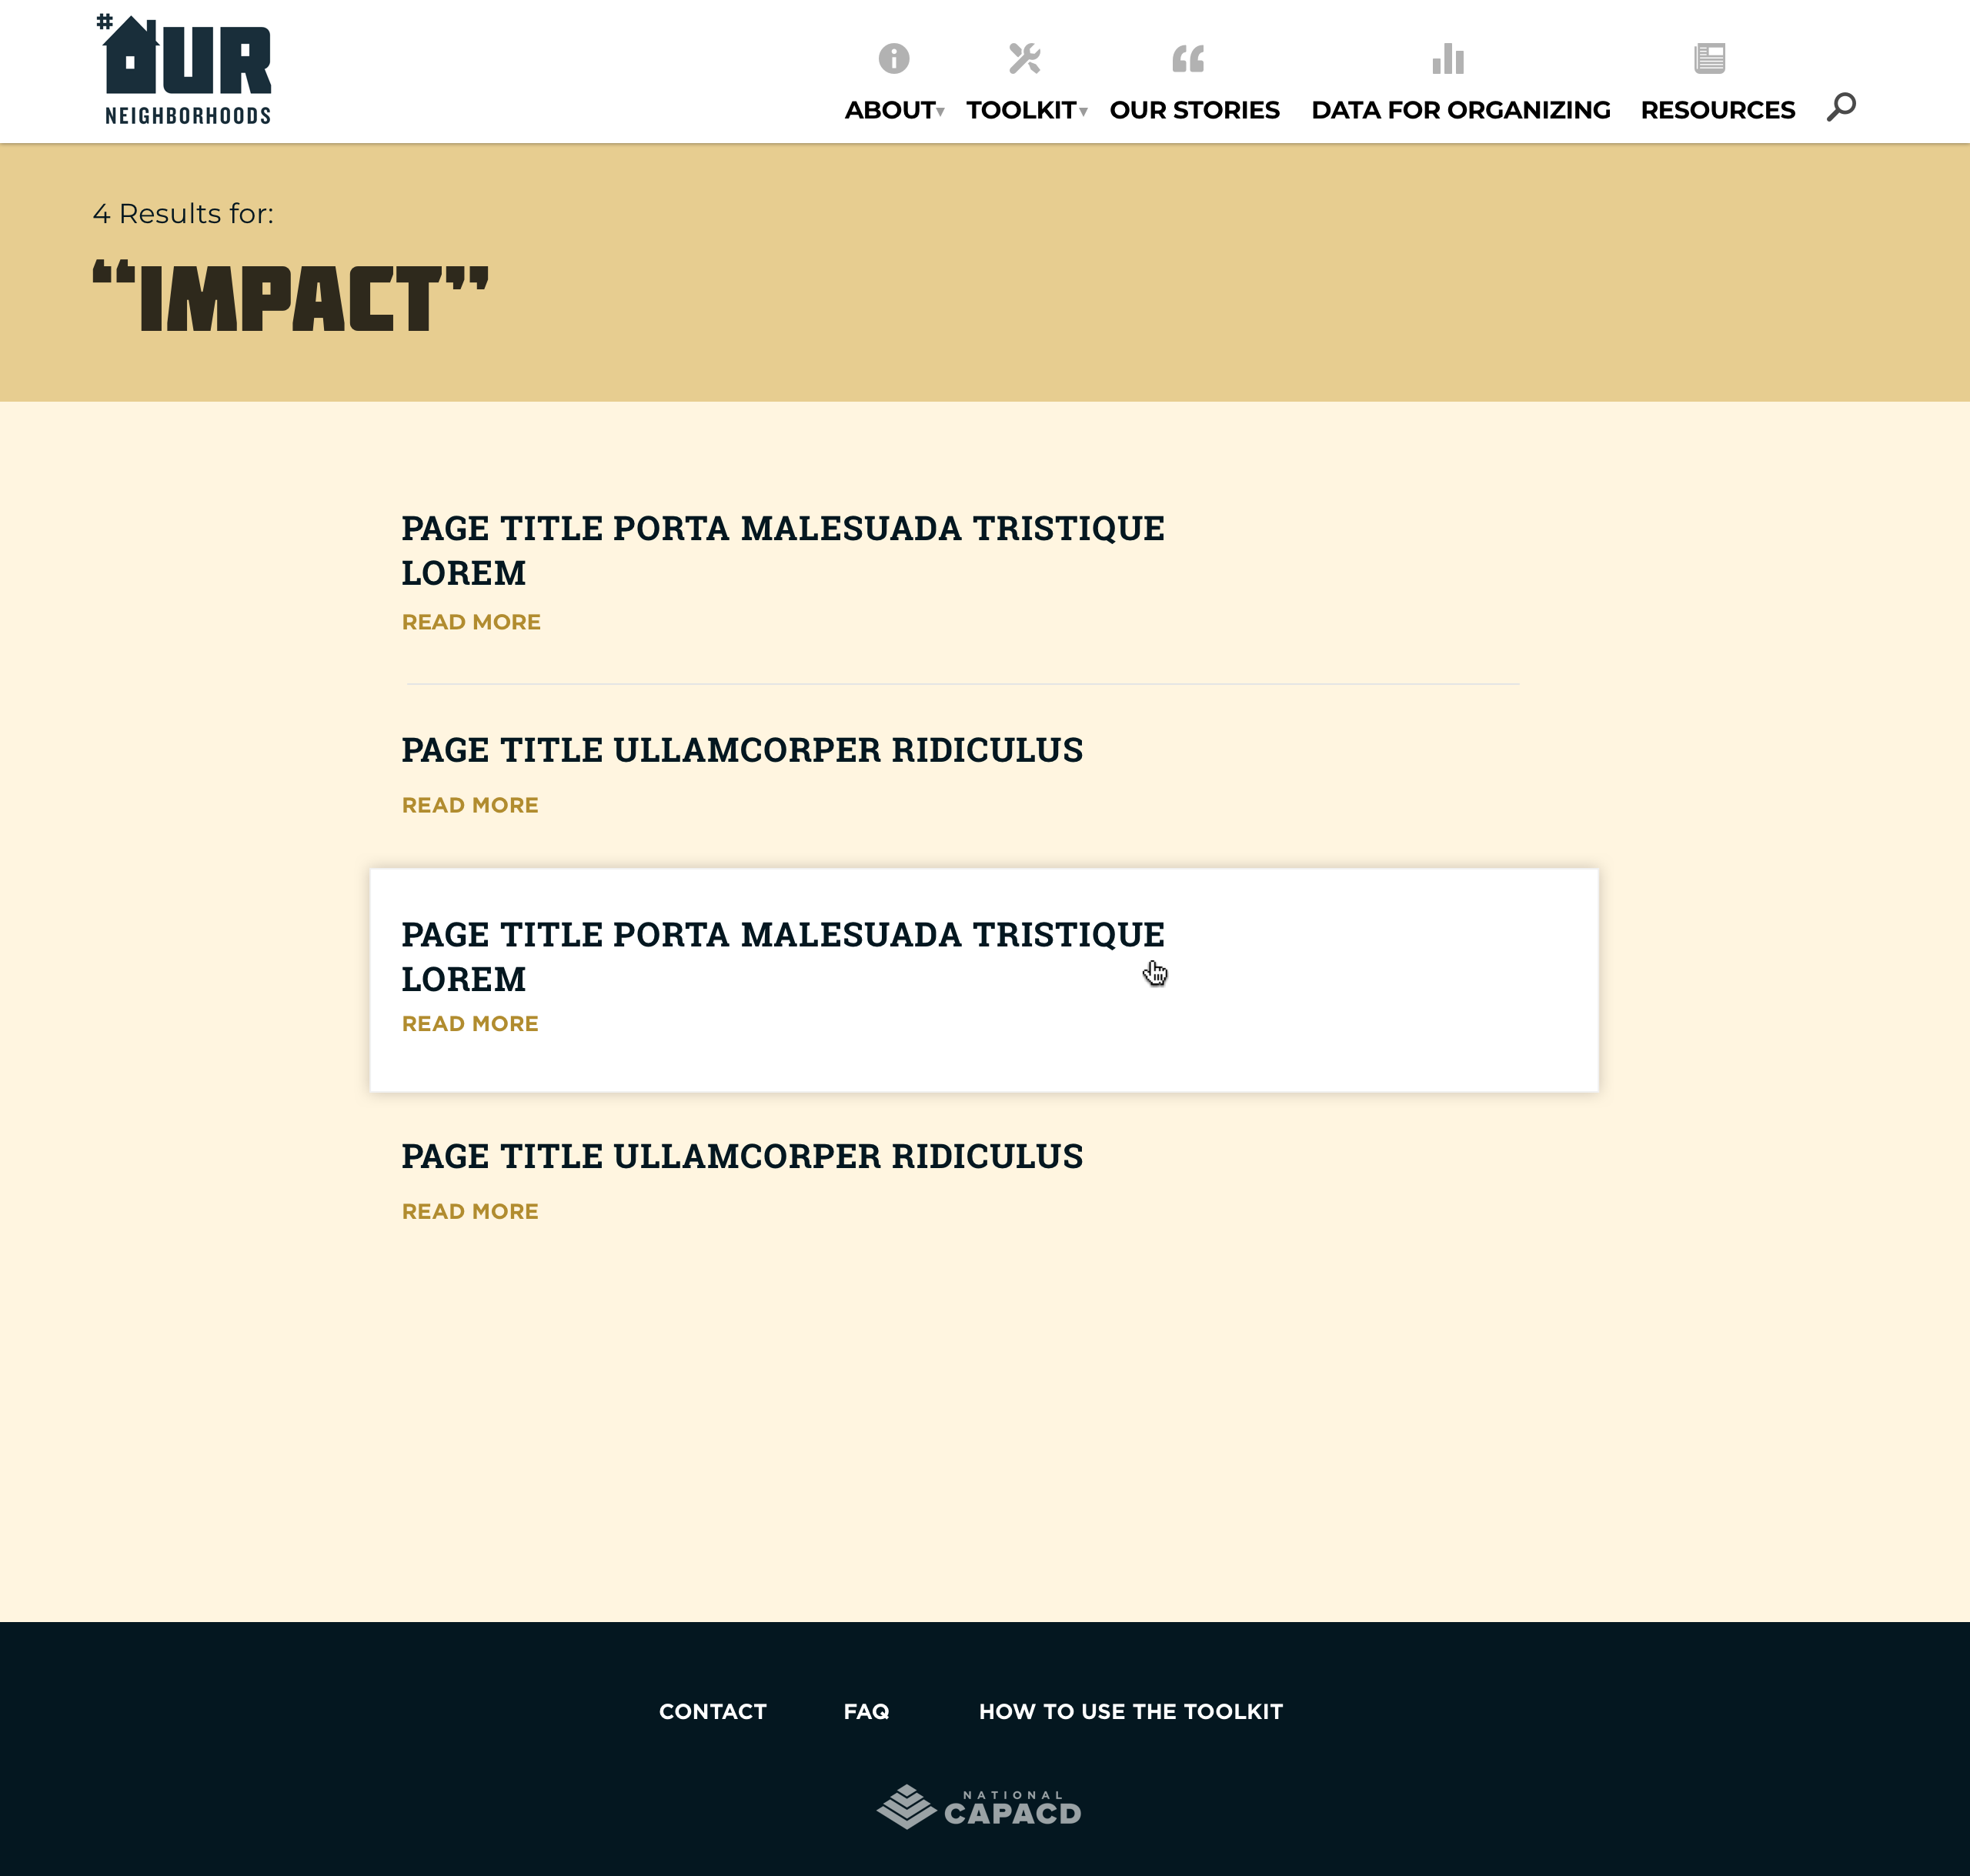 #OUR
NEIGHBORHOODS
ABOUT▾ TOOLKIT▾ OUR STORIES DATA FOR ORGANIZING RESOURCES
4 Results for:
“IMPACT”
PAGE TITLE PORTA MALESUADA TRISTIQUE
LOREM
READ MORE
PAGE TITLE ULLAMCORPER RIDICULUS
READ MORE
PAGE TITLE PORTA MALESUADA TRISTIQUE
LOREM
READ MORE
PAGE TITLE ULLAMCORPER RIDICULUS
READ MORE
CONTACT FAQ HOW TO USE THE TOOLKIT
NATIONAL
CAPACD